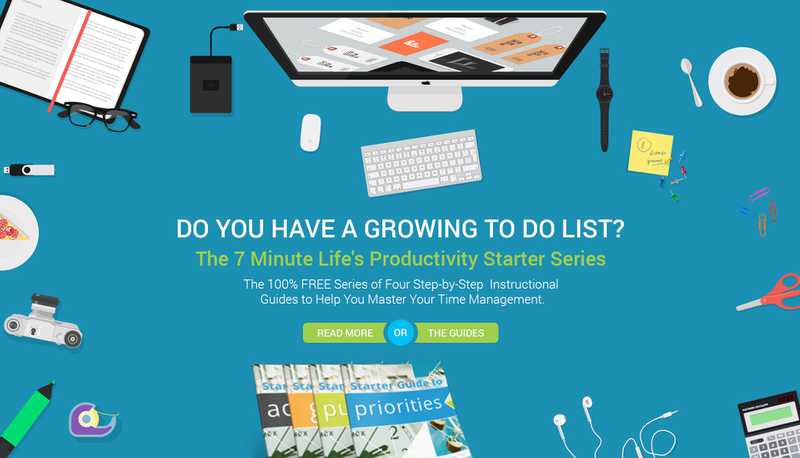 DO YOU HAVE A GROWING TO DO LIST?
The 7 Minute Life's Productivity Starter Series
The 100% FREE Series of Four Step-by-Step Instructional
Guides to Help You Master Your Time Management.
READ MORE OR THE GUIDES
Starter Guide to
priorities